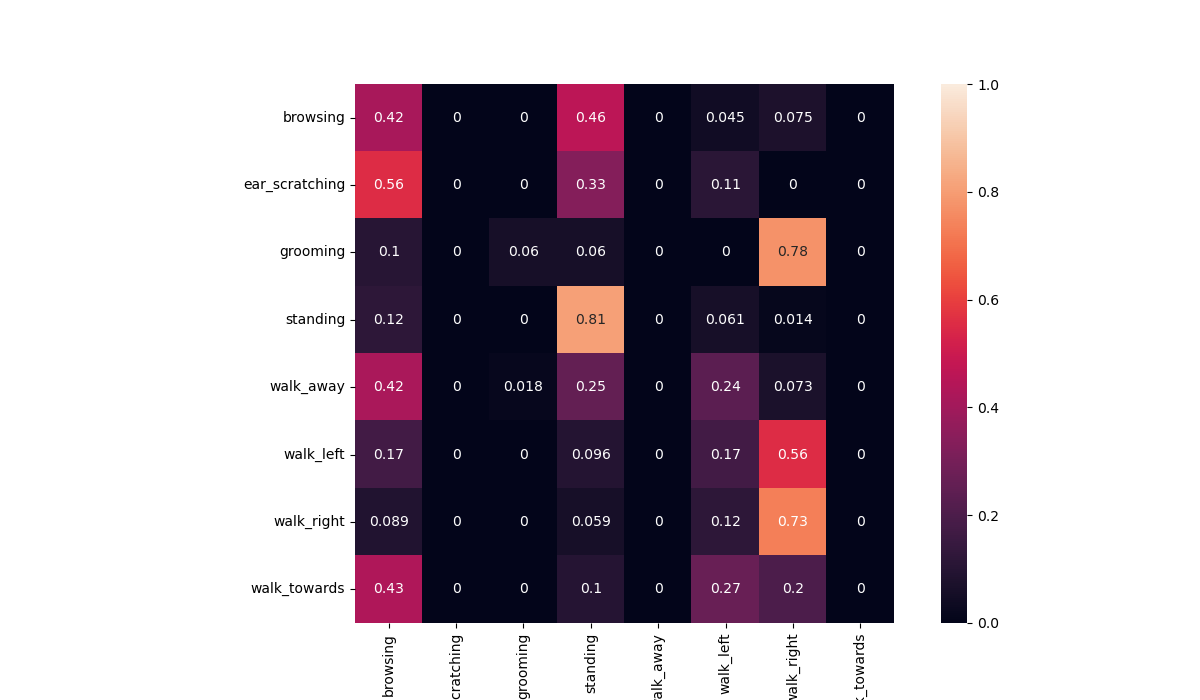 browsing 0.42 0 0 0.46 0 0.045 0.075 0
ear_scratching 0.56 0 0 0.33 0 0.11 0 0
grooming 0.1 0 0.06 0.06 0 0 0.78 0
standing 0.12 0 0 0.81 0 0.061 0.014 0
walk_away 0.42 0 0.018 0.25 0 0.24 0.073 0
walk_left 0.17 0 0 0.096 0 0.17 0.56 0
walk_right 0.089 0 0 0.059 0 0.12 0.73 0
walk_towards 0.43 0 0 0.1 0 0.27 0.2 0
browsing
cratching
grooming
standing
alk_away
walk_left
walk_right
k_towards
1.0
0.8
0.6
0.4
0.2
0.0